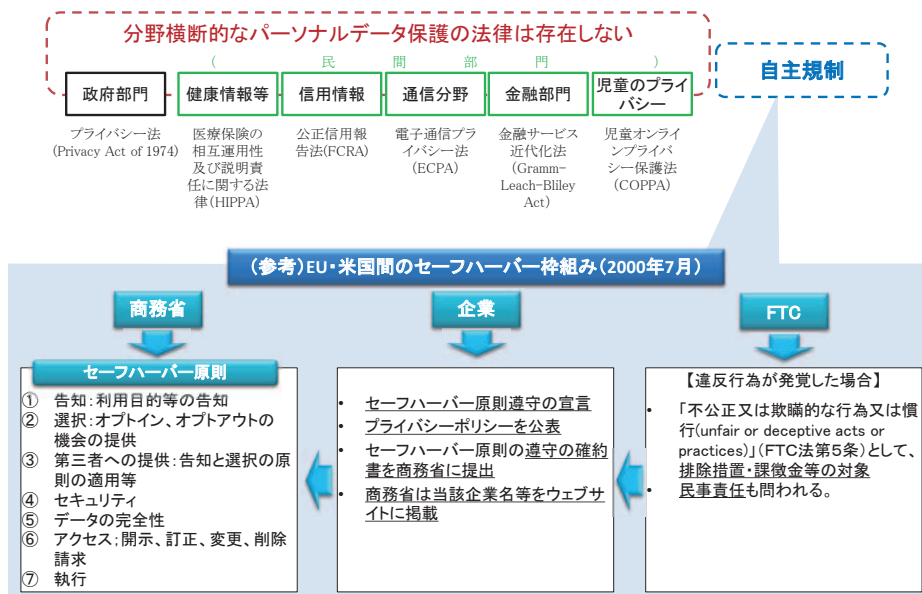 分野横断的なパーソナルデータ保護の法律は存在しない
自主規制
( 民 間 部 門 )
政府部門
健康情報等
信用情報
通信分野
金融部門
児童のプライ
バシー
プライバシー法
(Privacy Act of 1974)
医療保険の
相互運用性
及び説明責
任に関する法
律(HIPPA)
公正信用報
告法(FCRA)
電子通信プラ
イバシー法
(ECPA)
金融サービス
近代化法
(Gramm-
Leach-Bliley
Act)
児童オンライ
ンプライバ
シー保護法
(COPPA)
(参考)EU・米国間のセーフハーバー枠組み(2000年7月)
商務省
セーフハーバー原則
① 告知:利用目的等の告知
② 選択:オプトイン、オプトアウトの
機会の提供
③ 第三者への提供:告知と選択の原
則の適用等
④ セキュリティ
⑤ データの完全性
⑥ アクセス;開示、訂正、変更、削除
請求
⑦ 執行
企業
• セーフハーバー原則遵守の宣言
• プライバシーポリシーを公表
• セーフハーバー原則の遵守の確約
書を商務省に提出
• 商務省は当該企業名等をウェブサ
イトに掲載
FTC
【違反行為が発覚した場合】
• 「不公正又は欺瞞的な行為又は慣
行(unfair or deceptive acts or
practices)」(FTC法第5条)として、
排除措置・課徴金等の対象
• 民事責任も問われる。